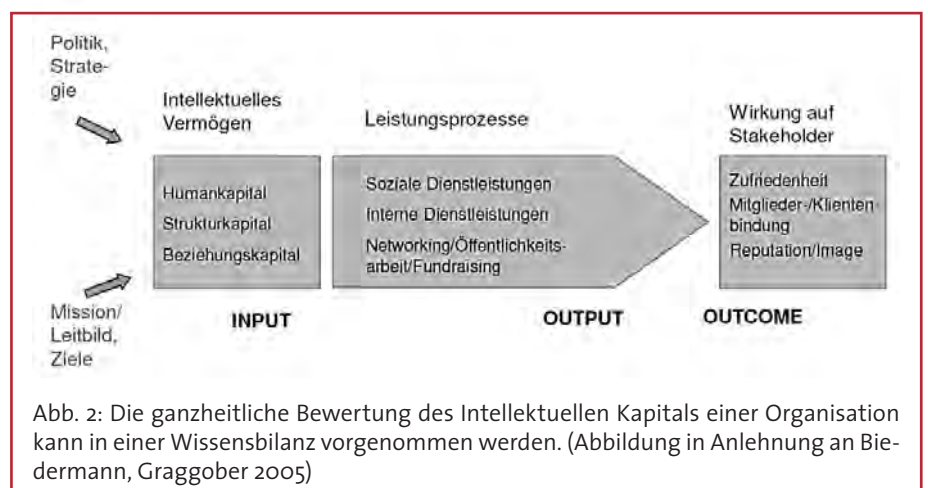 Politik,
Strate-
gie
Intellektuelles
Vermögen
Leistungsprozesse
Wirkung auf
Stakeholder
Humankapital
Strukturkapital
Beziehungskapital
Soziale Dienstleistungen
Interne Dienstleistungen
Networking/Öffentlichkeits-
arbeit/Fundraising
Zufriedenheit
Mitglieder-/Klienten
bindung
Reputation/Image
Mission/
Leitbild,
Ziele
INPUT
OUTPUT
OUTCOME
Abb. 2: Die ganzheitliche Bewertung des Intellektuellen Kapitals einer Organisation
kann in einer Wissensbilanz vorgenommen werden. (Abbildung in Anlehnung an Bie-
dermann, Graggober 2005)